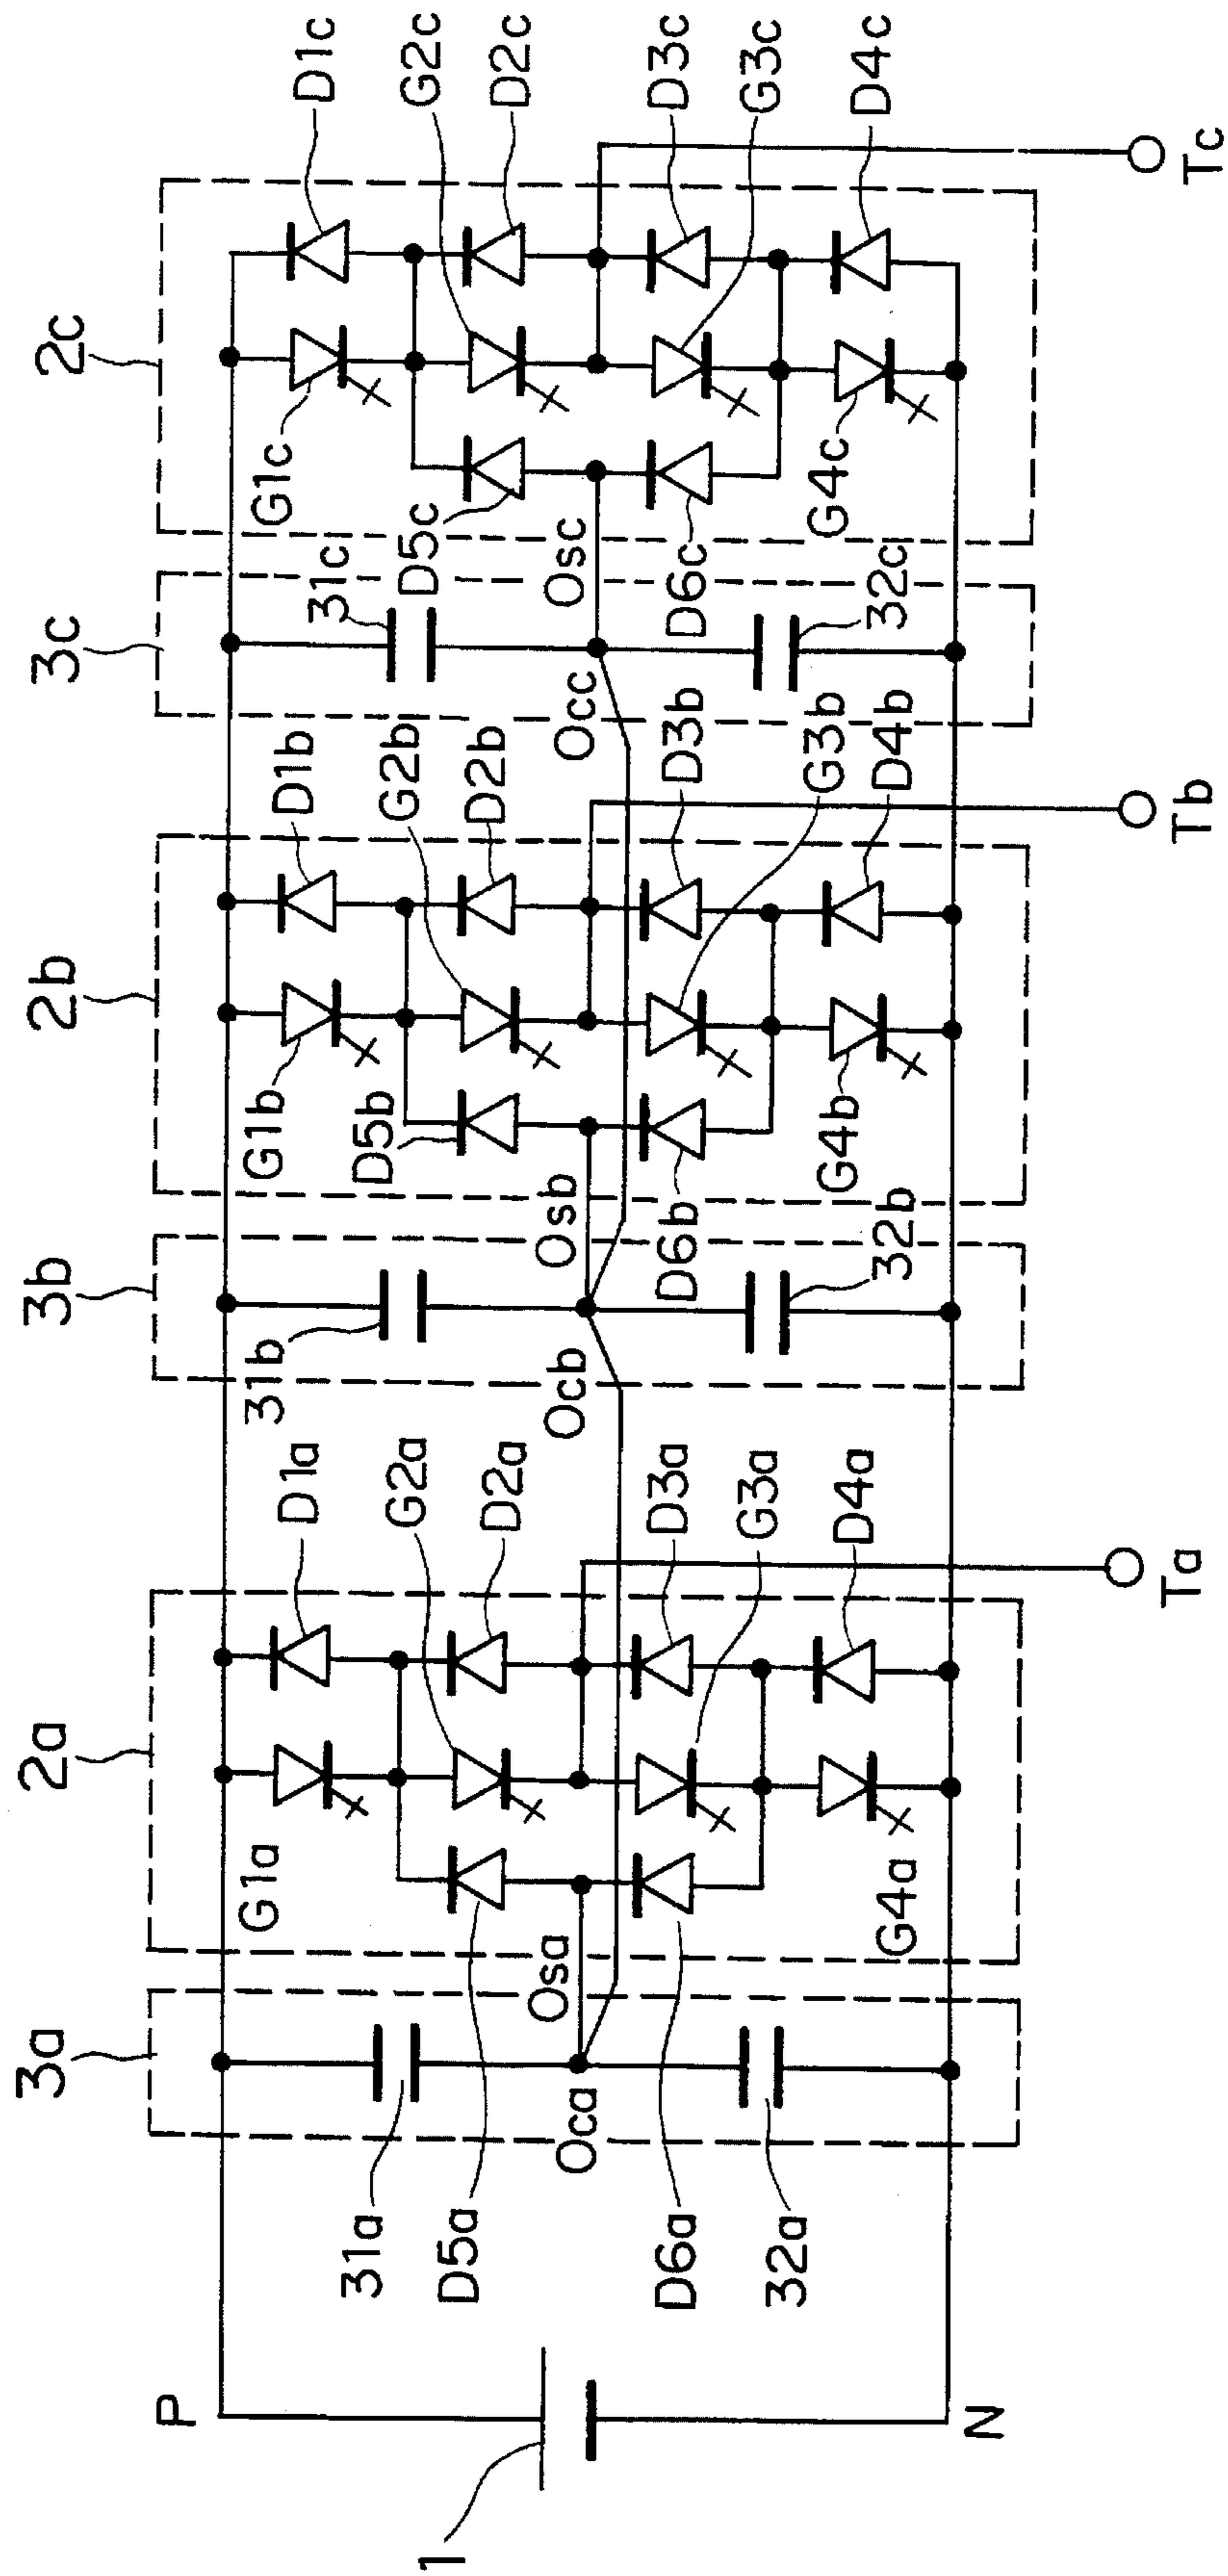 1
P
N
3a
31a
Oca
32a
D5a
D6a
2a
Osa
G1a
G4a
D1a
G2a
D2a
D3a
G3a
D4a
Ta
3b
31b
Ocb
32b
2b
Osb
D6b
G1b
D5b
G4b
D1b
G2b
D2b
D3b
G3b
D4b
Tb
3c
31c
Occ
32c
2c
Osc
D5c
D6c
G1c
G4c
D1c
G2c
D2c
D3c
G3c
D4c
Tc